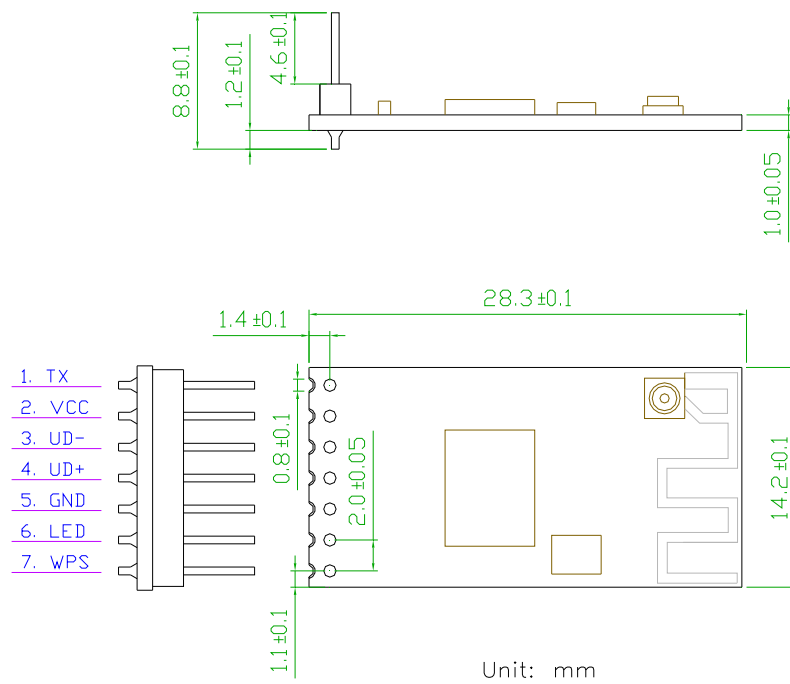 8.8±0.1
1.2±0.1
4.6±0.1
1.0±0.05
28.3±0.1
1.4±0.1
1. TX
2. VCC
3. UD-
4. UD+
5. GND
6. LED
7. WPS
0.8±0.1
2.0±0.05
14.2±0.1
1.1±0.1
Unit: mm